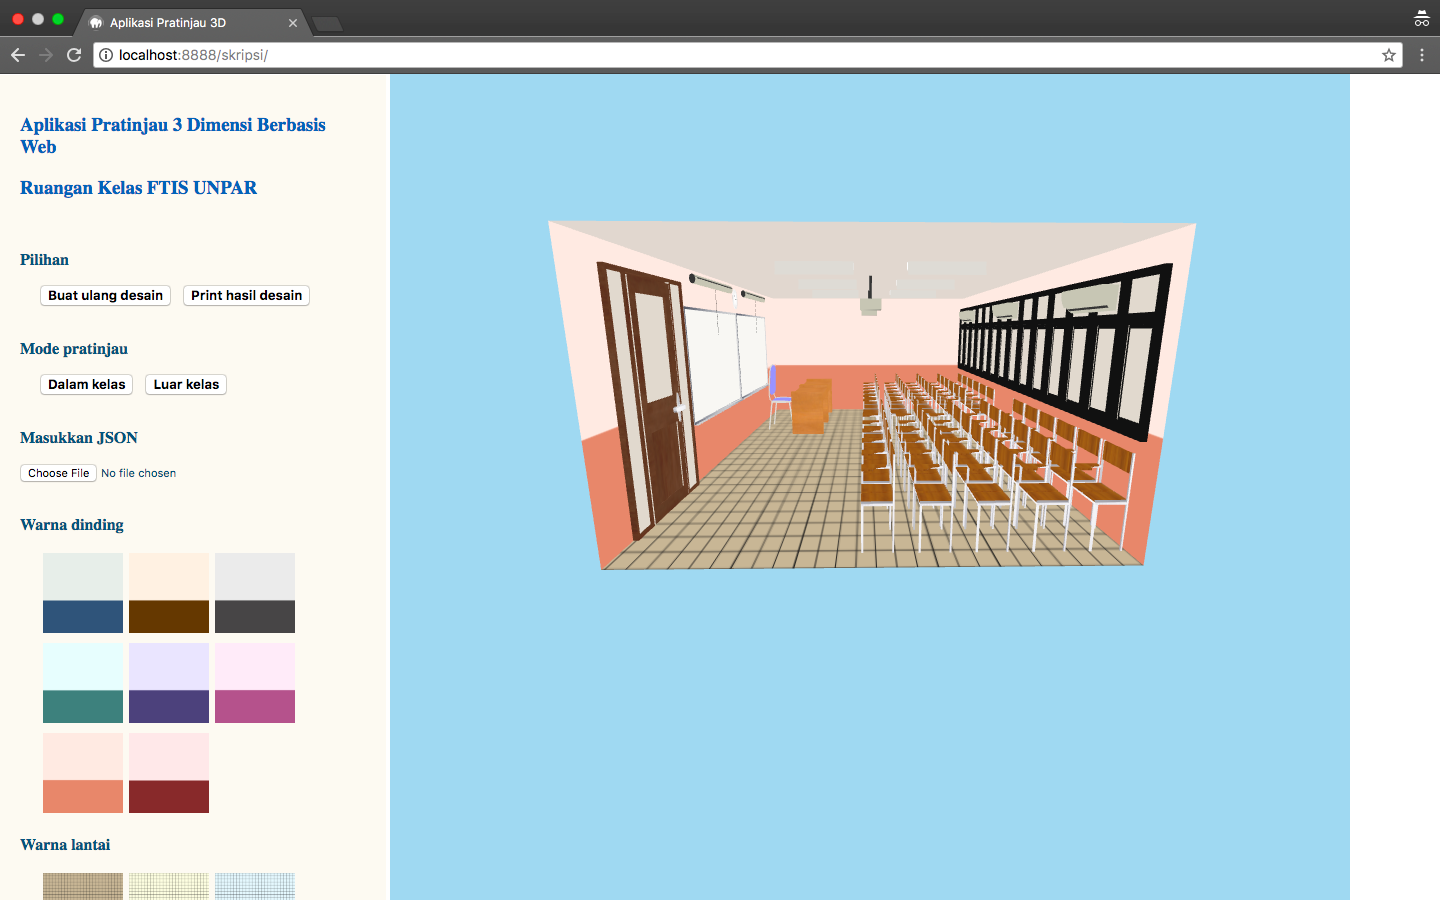 Aplikasi Pratinjau 3D
localhost:8888/skripsi/
Aplikasi Pratinjau 3 Dimensi Berbasis
Web
Ruangan Kelas FTIS UNPAR
Pilihan
Buat ulang desain Print hasil desain
Mode pratinjau
Dalam kelas Luar kelas
Masukkan JSON
Choose File No file chosen
Warna dinding
Warna lantai